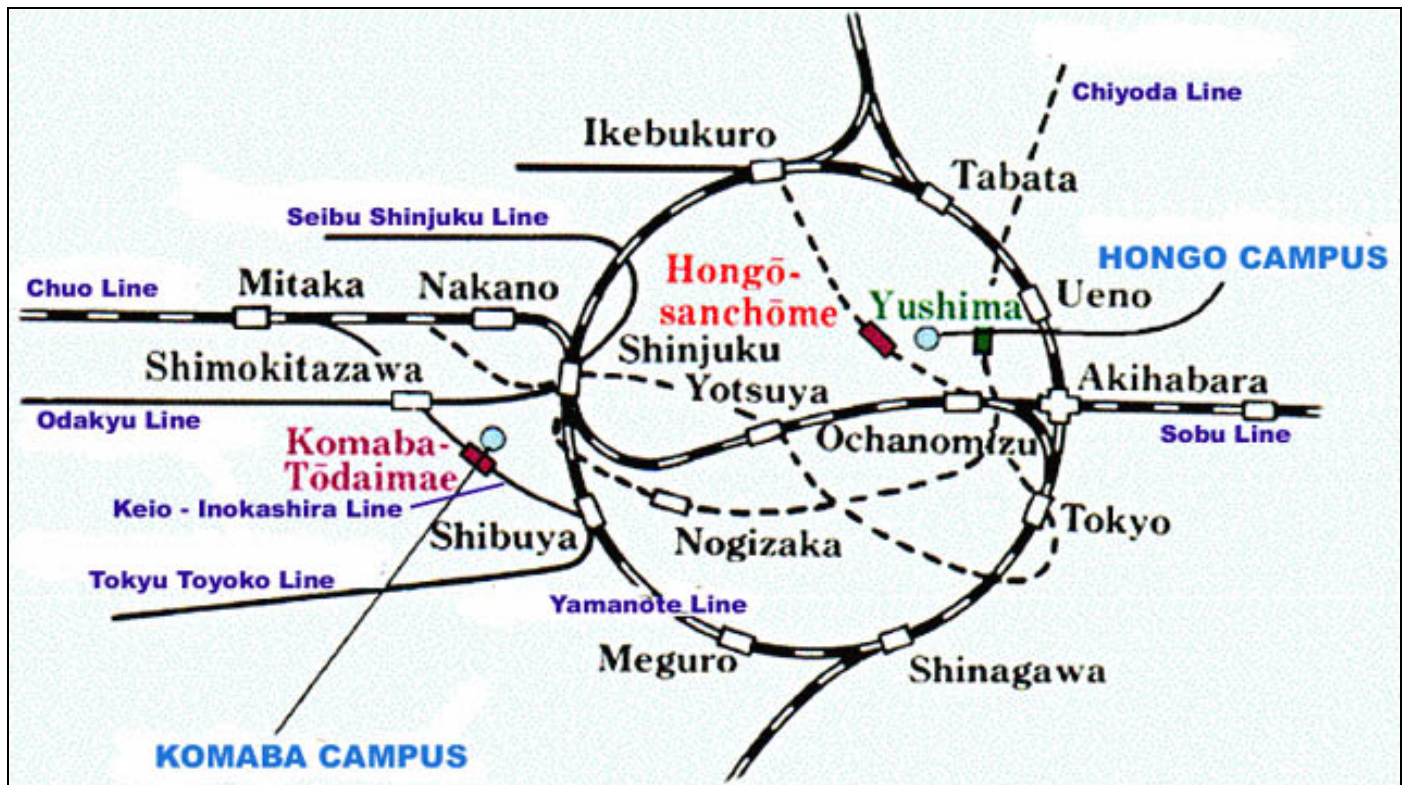 Chiyoda Line
Ikebukuro
Tabata
Seibu Shinjuku Line
HONGO CAMPUS
Hongō-
sanchōme
Chuo Line
Mitaka
Nakano
Yushima
Ueno
Shinjuku
Shimokitazawa
Yotsuya
Akihabara
Odakyu Line
Ochanomizu
Sobu Line
Komaba-
Tōdaimae
Keio - Inokashira Line
Shibuya
Nogizaka
Tokyo
Tokyu Toyoko Line
Yamanote Line
Meguro
Shinagawa
KOMABA CAMPUS